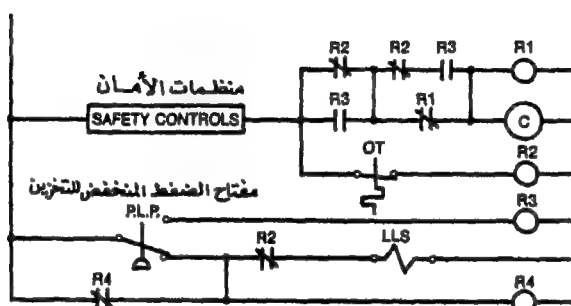 R2 R2 R3 R1
منظمات الأمان
SAFETY CONTROLS
R3 R1 C
OT
R2
مفتاح الضغط المنخفض للتخزين
P.L.P.
R3
R2 LLS
R4 R4